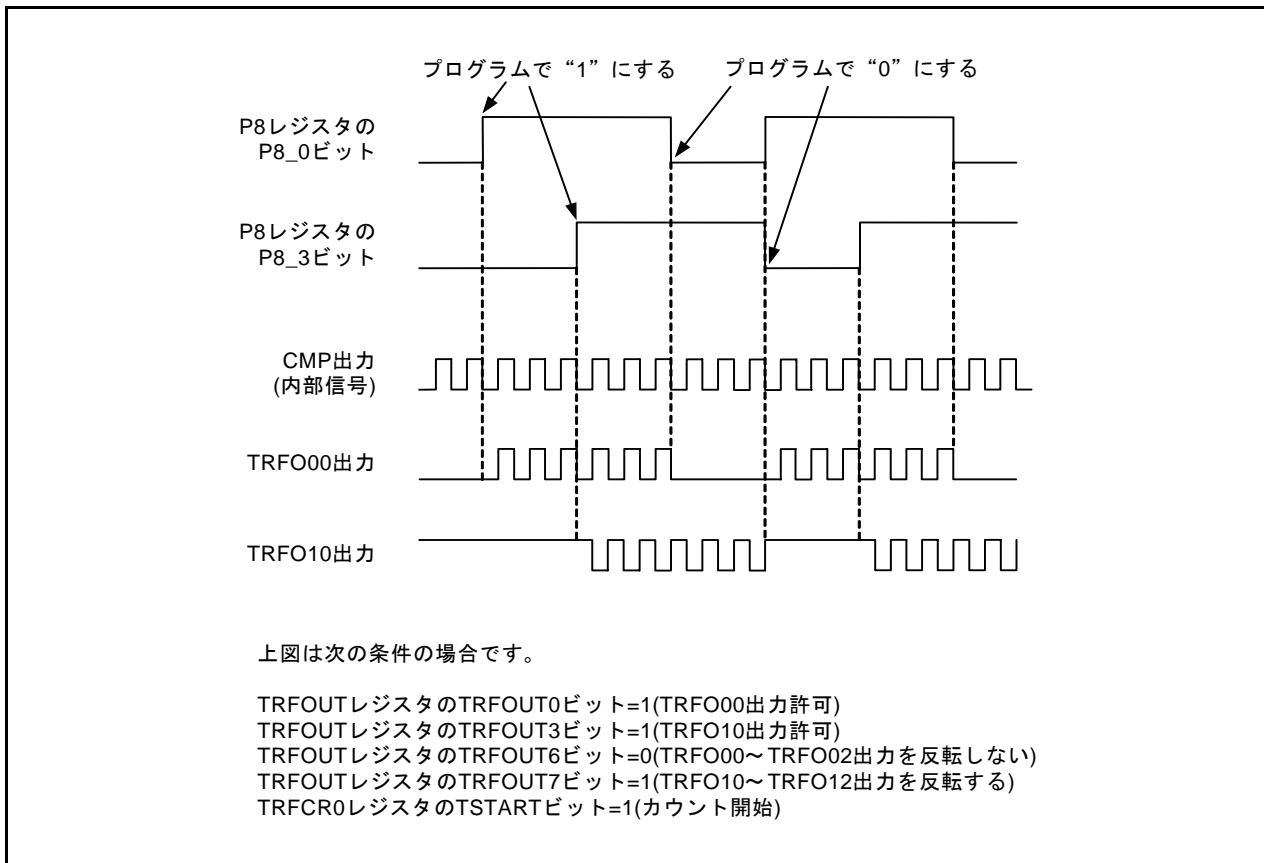 プログラムで“1”にする
プログラムで“0”にする
P8レジスタの
P8_0ビット
P8レジスタの
P8_3ビット
CMP出力
(内部信号)
TRFO00出力
TRFO10出力
上図は次の条件の場合です。
TRFOUTレジスタのTRFOUT0ビット=1(TRFO00出力許可)
TRFOUTレジスタのTRFOUT3ビット=1(TRFO10出力許可)
TRFOUTレジスタのTRFOUT6ビット=0(TRFO00～TRFO02出力を反転しない)
TRFOUTレジスタのTRFOUT7ビット=1(TRFO10～TRFO12出力を反転する)
TRFCR0レジスタのTSTARTビット=1(カウント開始)